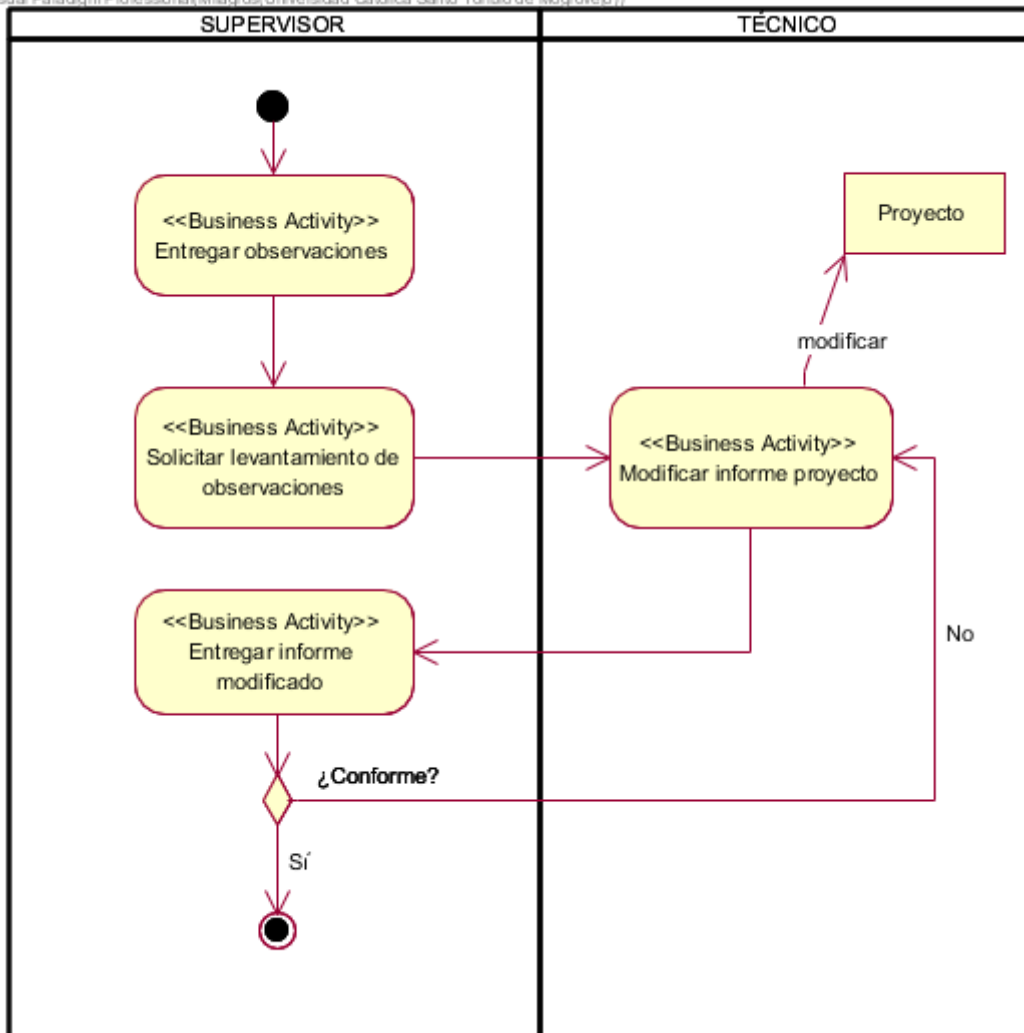 SUPERVISOR
TÉCNICO
<<Business Activity>>
Entregar observaciones
Proyecto
modificar
<<Business Activity>>
Solicitar levantamiento de
observaciones
<<Business Activity>>
Modificar informe proyecto
<<Business Activity>>
Entregar informe
modificado
No
¿Conforme?
Sí